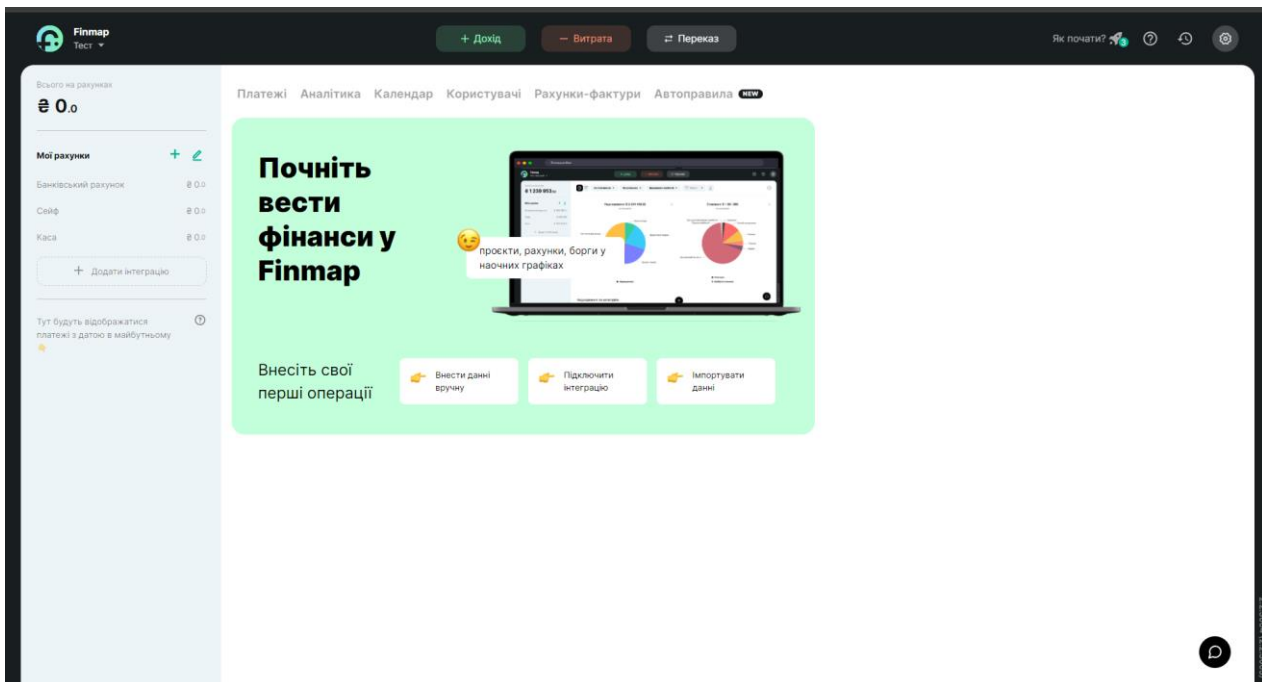 Finmap
Тест
+ Дохід
− Витрата
⇄ Переказ
Як почати?
3
Всього на рахунках
₴ 0.0
Мої рахунки
Банківський рахунок ₴ 0.0
Сейф ₴ 0.0
Каса ₴ 0.0
+ Додати інтеграцію
Тут будуть відображатися
платежі з датою в майбутньому
Платежі Аналітика Календар Користувачі Рахунки-фактури Автоправила NEW
Почніть
вести
фінанси у
Finmap
проєкти, рахунки, борги у
наочних графіках
Внесіть свої
перші операції
Внести данні
вручну
Підключити
інтеграцію
Імпортувати
данні